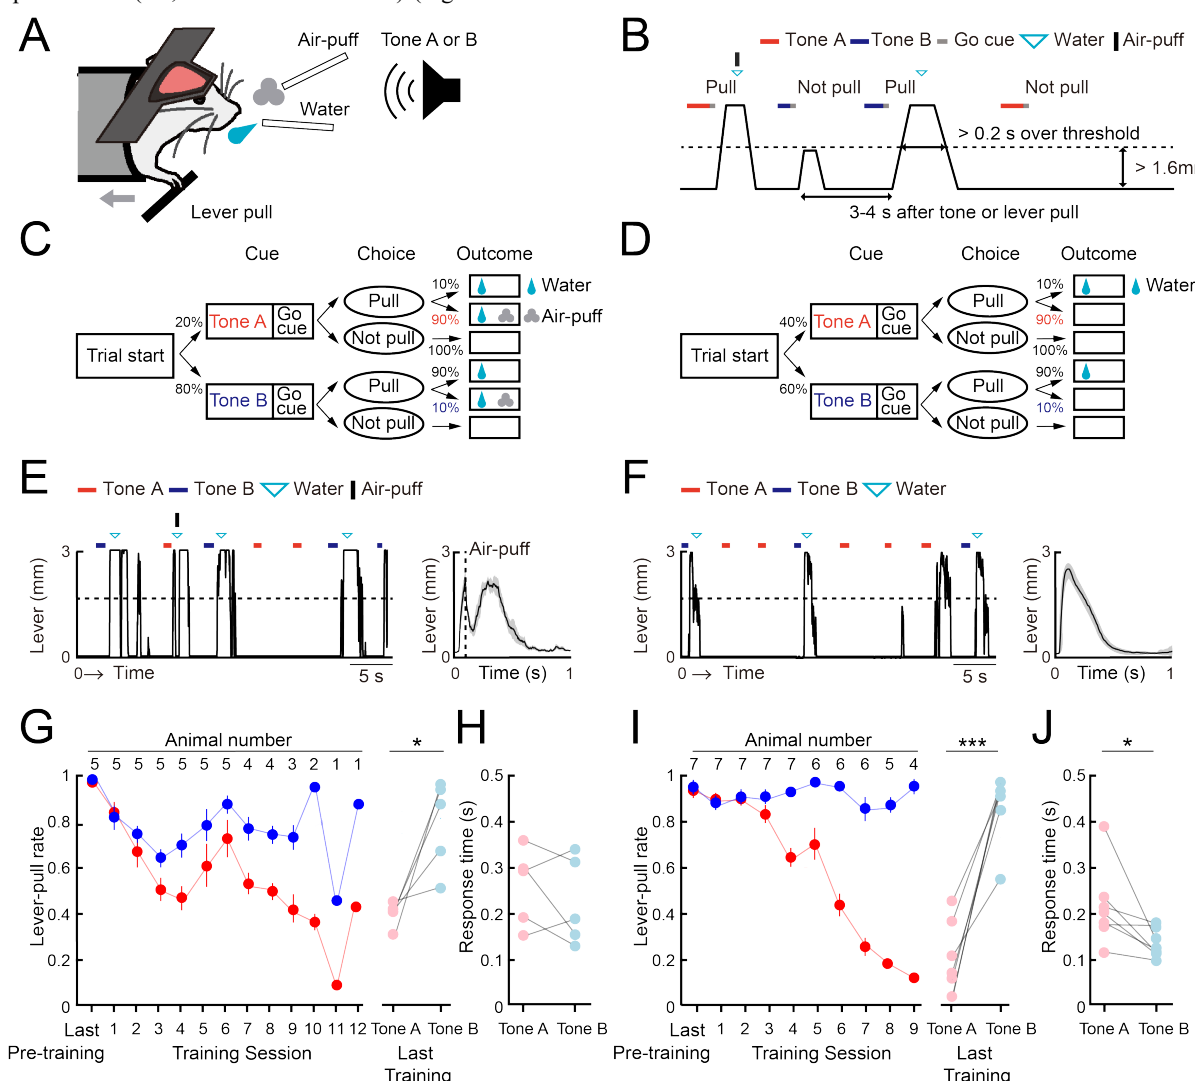 A
Air-puff
Tone A or B
Water
Lever pull
B
Tone A Tone B Go cue Water Air-puff
Pull Not pull Pull Not pull
> 0.2 s over threshold
> 1.6m
3-4 s after tone or lever pull
C
Cue Choice Outcome
Trial start
20%
80%
Tone A Go cue
Tone B Go cue
Pull
Not pull
Pull
Not pull
10%
90%
100%
90%
10%
Water
Air-puff
D
Cue Choice Outcome
Trial start
40%
60%
Tone A Go cue
Tone B Go cue
Pull
Not pull
Pull
Not pull
10%
90%
100%
90%
10%
Water
E
Tone A Tone B Water Air-puff
Lever (mm)
3
0
0→ Time
5 s
Air-puff
Lever (mm)
3
0
0 Time (s) 1
F
Tone A Tone B Water
Lever (mm)
3
0
0→ Time
5 s
Lever (mm)
3
0
0 Time (s) 1
G
Animal number
5 5 5 5 5 5 5 4 4 3 2 1 1
Lever-pull rate
1
0.8
0.6
0.4
0.2
0
Last 1 2 3 4 5 6 7 8 9 10 11 12
Pre-training Training Session
*
Tone A Tone B
Last
Training
H
Response time (s)
0.5
0.4
0.3
0.2
0.1
0
Tone A Tone B
I
Animal number
7 7 7 7 7 6 6 6 5 4
Lever-pull rate
1
0.8
0.6
0.4
0.2
0
Last 1 2 3 4 5 6 7 8 9
Pre-training Training Session
***
Tone A Tone B
Last
Training
J
*
Response time (s)
0.5
0.4
0.3
0.2
0.1
0
Tone A Tone B